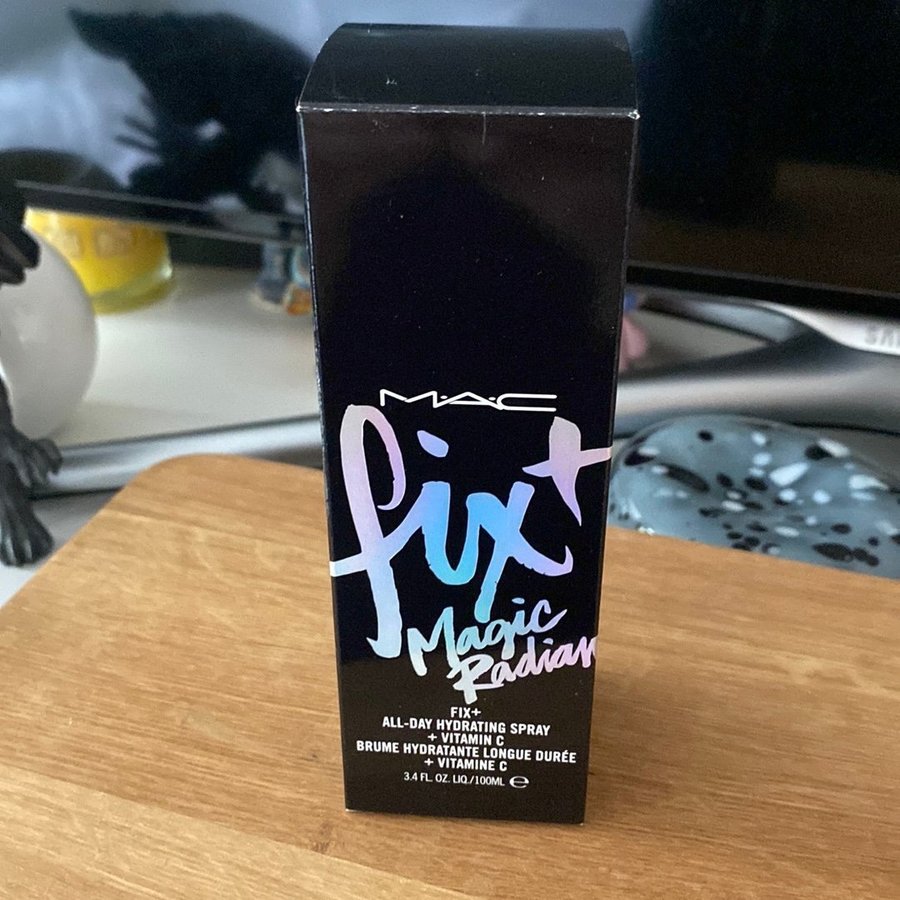 M·A·C
fix+
Magic
Radian
FIX+
ALL-DAY HYDRATING SPRAY
+ VITAMIN C
BRUME HYDRATANTE LONGUE DURÉE
+ VITAMINE C
3.4 FL. OZ. LIQ./100ML ℮